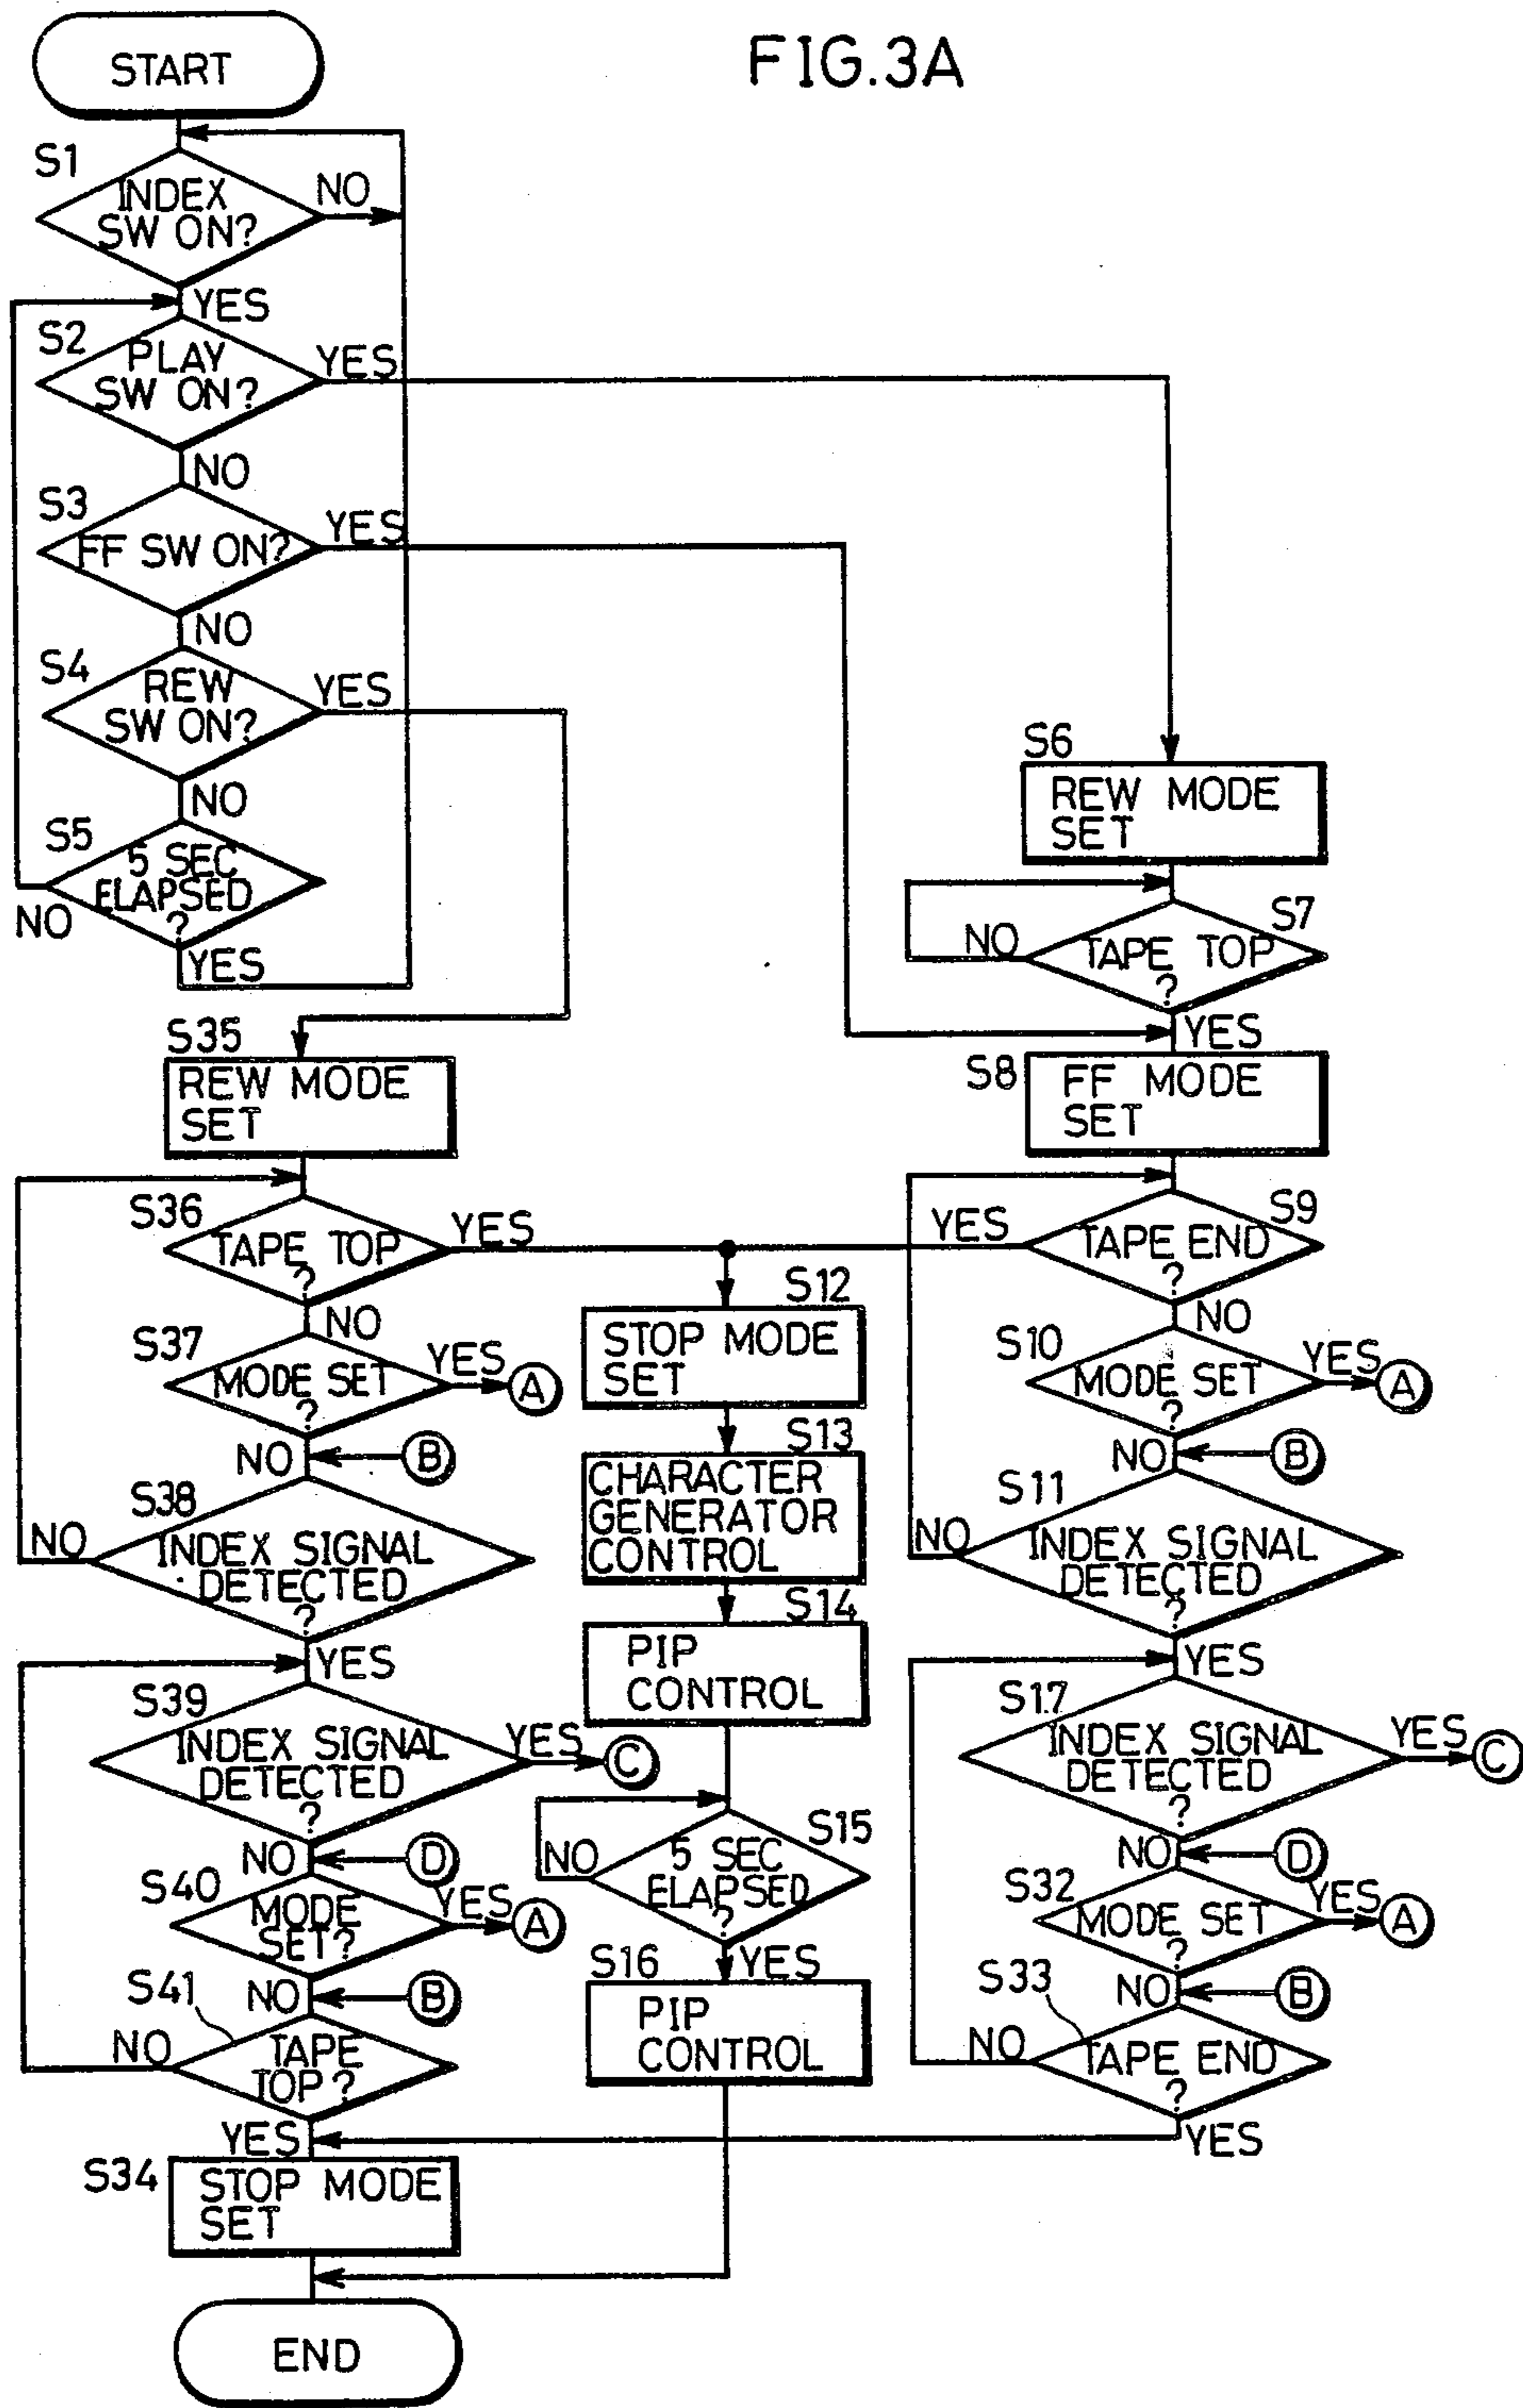 FIG.3A
START
S1
INDEX
SW ON?
NO
YES
S2
PLAY
SW ON?
YES
NO
S3
FF SW ON?
YES
NO
S4
REW
SW ON?
YES
NO
S5
5 SEC
ELAPSED
?
NO
YES
S6
REW MODE
SET
S7
NO
TAPE TOP
?
YES
S8
FF MODE
SET
S35
REW MODE
SET
S36
TAPE TOP
?
YES
NO
S37
MODE SET
?
YES
A
NO
B
S38
INDEX SIGNAL
DETECTED
?
NO
YES
S39
INDEX SIGNAL
DETECTED
?
YES
C
NO
D
S40
MODE
SET?
YES
A
NO
B
S41
TAPE
TOP?
NO
YES
S34
STOP MODE
SET
END
S12
STOP MODE
SET
S13
CHARACTER
GENERATOR
CONTROL
S14
PIP
CONTROL
S15
5 SEC
ELAPSED
?
NO
YES
S16
PIP
CONTROL
S9
YES
TAPE END
?
NO
S10
MODE SET
?
YES
A
NO
B
S11
INDEX SIGNAL
DETECTED
?
NO
YES
S17
INDEX SIGNAL
DETECTED
?
YES
C
NO
D
S32
MODE SET
?
YES
A
NO
B
S33
TAPE END
?
NO
YES